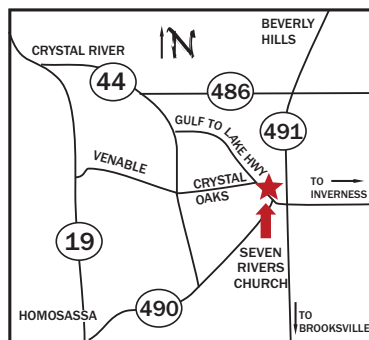 BEVERLY
HILLS
N
CRYSTAL RIVER
44
486
GULF TO
LAKE HWY
491
VENABLE
CRYSTAL
OAKS
TO
INVERNESS
19
SEVEN
RIVERS
CHURCH
490
HOMOSASSA
TO
BROOKSVILLE